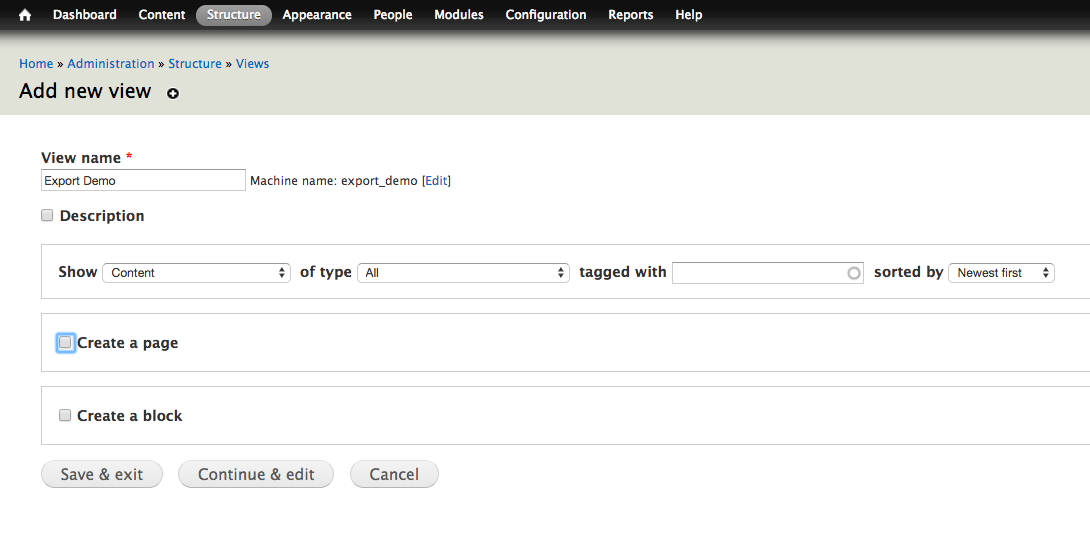 Dashboard Content Structure Appearance People Modules Configuration Reports Help
Home » Administration » Structure » Views
Add new view
View name *
Export Demo Machine name: export_demo [Edit]
Description
Show Content of type All tagged with sorted by Newest first
Create a page
Create a block
Save & exit Continue & edit Cancel